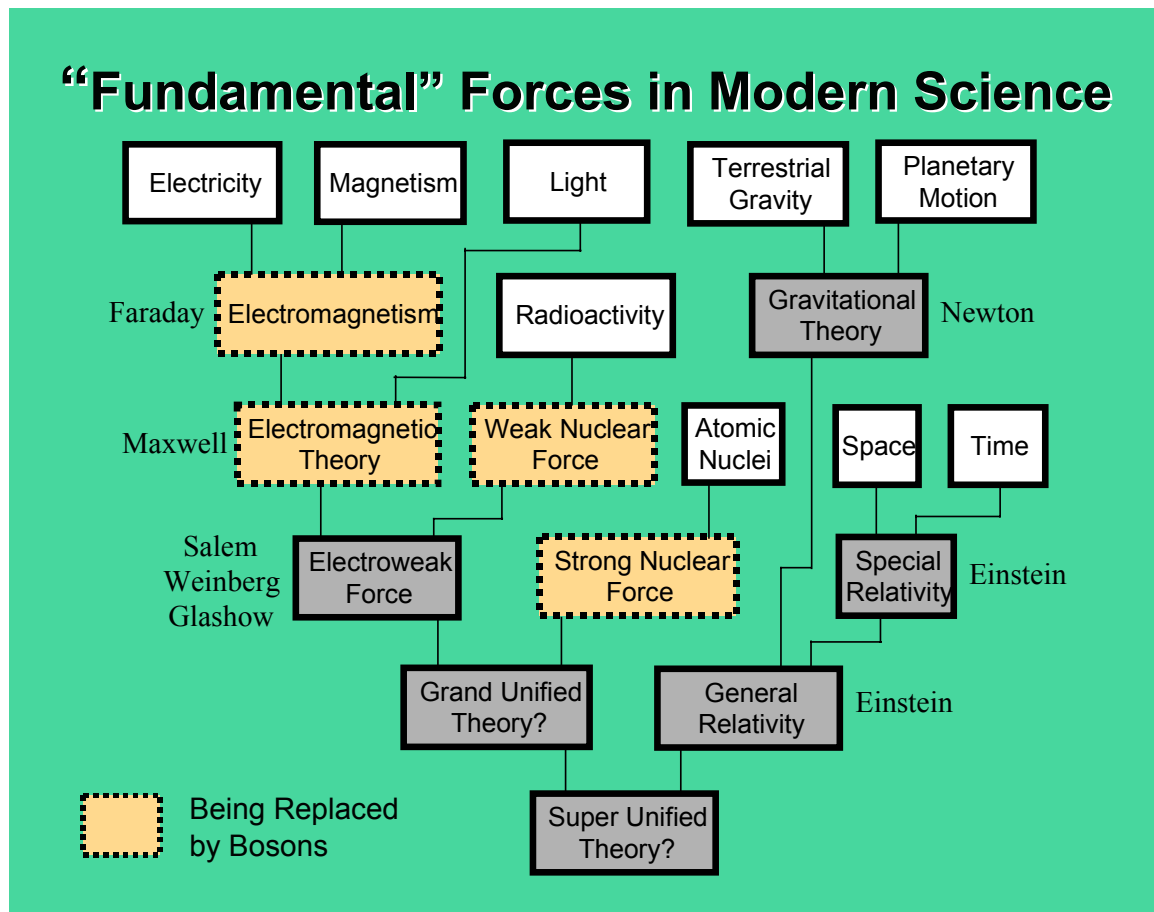 “Fundamental” Forces in Modern Science
Electricity
Magnetism
Light
Terrestrial
Gravity
Planetary
Motion
Faraday
Electromagnetism
Radioactivity
Gravitational
Theory
Newton
Maxwell
Electromagnetic
Theory
Weak Nuclear
Force
Atomic
Nuclei
Space
Time
Salem
Weinberg
Glashow
Electroweak
Force
Strong Nuclear
Force
Special
Relativity
Einstein
Grand Unified
Theory?
General
Relativity
Einstein
Being Replaced
by Bosons
Super Unified
Theory?